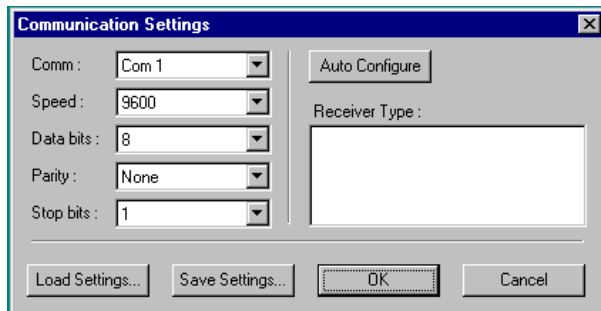 Communication Settings
Comm :
Com 1
Auto Configure
Speed :
9600
Receiver Type :
Data bits :
8
Parity :
None
Stop bits :
1
Load Settings...
Save Settings...
OK
Cancel